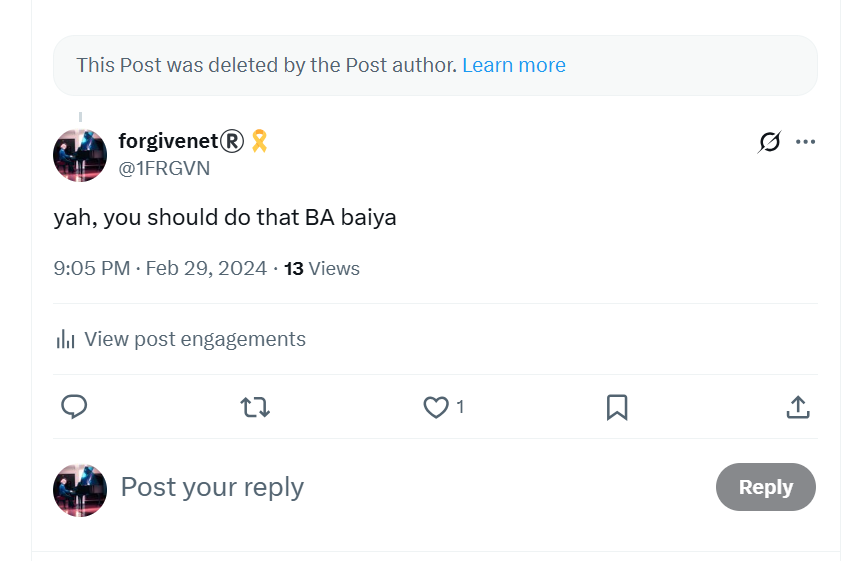 This Post was deleted by the Post author. Learn more
forgivenet®🎗
@1FRGVN
yah, you should do that BA baiya
9:05 PM · Feb 29, 2024 · 13 Views
View post engagements
1
Post your reply
Reply